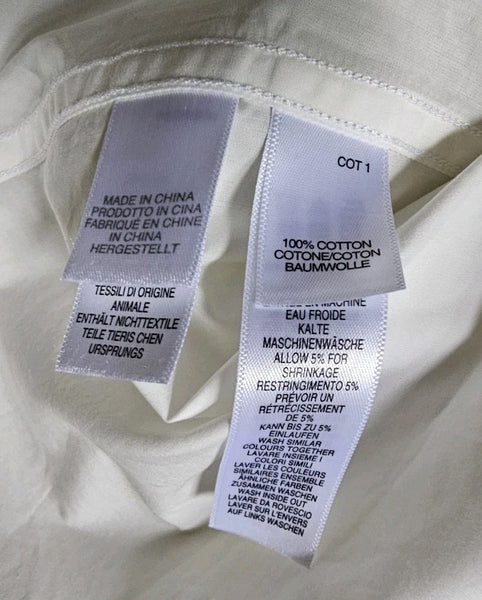 MADE IN CHINA
PRODOTTO IN CINA
FABRIQUÉ EN CHINE
IN CHINA
HERGESTELLT
TESSILI DI ORIGINE
ANIMALE
ENTHÄLT NICHTTEXTILE
TEILE TIERIS CHEN
URSPRUNGS
COT 1
100% COTTON
COTONE/COTON
BAUMWOLLE
EN MACHINE
EAU FROIDE
KALTE
MASCHINENWÄSCHE
ALLOW 5% FOR
SHRINKAGE
RESTRINGIMENTO 5%
PRÉVOIR UN
RÉTRÉCISSEMENT
DE 5%
KANN BIS ZU 5%
EINLAUFEN
WASH SIMILAR
COLOURS TOGETHER
LAVARE INSIEME I
COLORI SIMILI
LAVER LES COULEURS
SIMILAIRES ENSEMBLE
ÄHNLICHE FARBEN
ZUSAMMEN WASCHEN
WASH INSIDE OUT
LAVARE DA ROVESCIO
LAVER SUR L'ENVERS
AUF LINKS WASCHEN